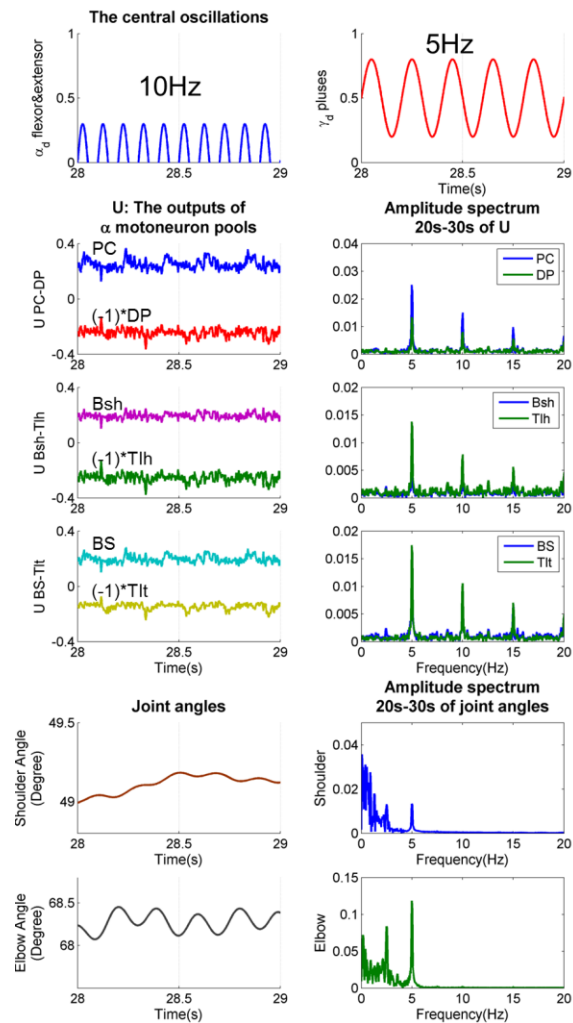 The central oscillations
α_d flexor&extensor
1
0.5
0
10Hz
28 28.5 29
γ_d pluses
1
0.5
0
5Hz
28 28.5 29
Time(s)
U: The outputs of
α motoneuron pools
U PC-DP
0.4
0
-0.4
PC
(-1)*DP
28 28.5 29
Amplitude spectrum
20s-30s of U
0.04
0.03
0.02
0.01
0
PC
DP
0 5 10 15 20
U Bsh-Tlh
0.4
0
-0.4
Bsh
(-1)*Tlh
28 28.5 29
0.02
0.015
0.01
0.005
0
Bsh
Tlh
0 5 10 15 20
U BS-Tlt
0.4
0
-0.4
BS
(-1)*Tlt
28 28.5 29
Time(s)
0.02
0.015
0.01
0.005
0
BS
Tlt
0 5 10 15 20
Frequency(Hz)
Joint angles
Shoulder Angle
(Degree)
49.5
49
28 28.5 29
Time(s)
Amplitude spectrum
20s-30s of joint angles
Shoulder
0.04
0.02
0
0 5 10 15 20
Frequency(Hz)
Elbow Angle
(Degree)
68.5
68
28 28.5 29
Time(s)
Elbow
0.15
0.1
0.05
0
0 5 10 15 20
Frequency(Hz)